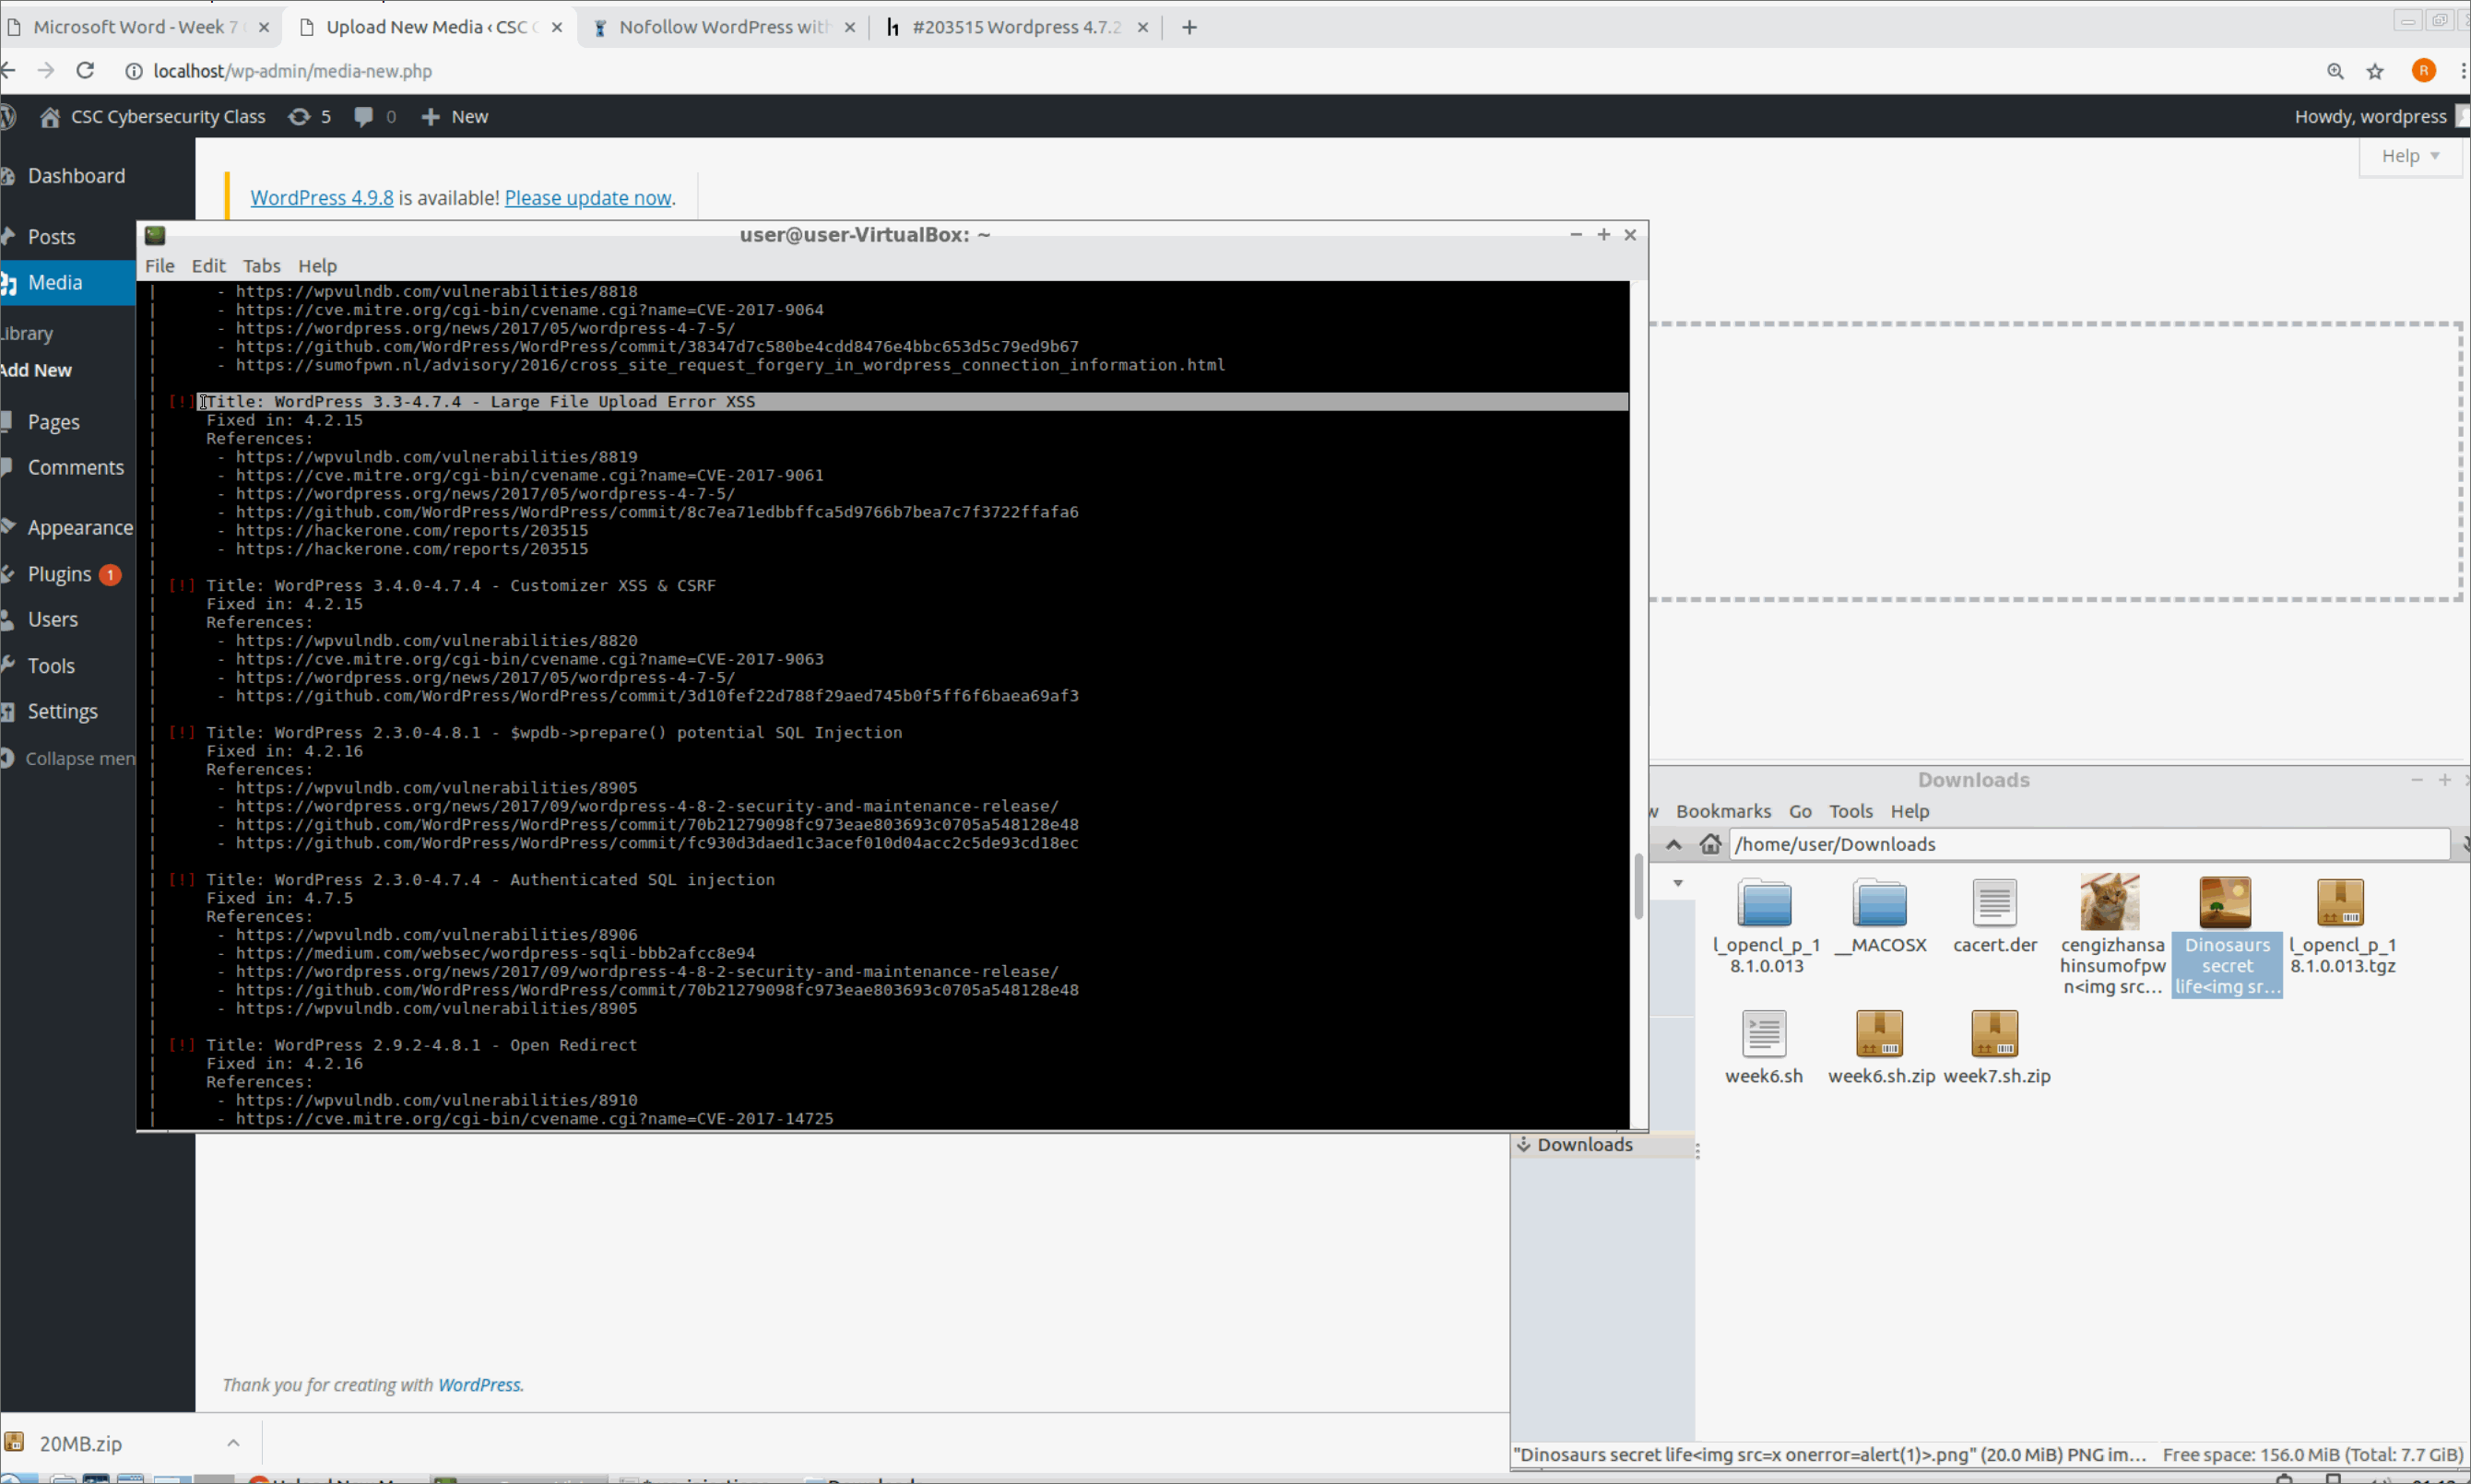 Microsoft Word - Week 7
Upload New Media ‹ CSC
Nofollow WordPress with
#203515 Wordpress 4.7.2
localhost/wp-admin/media-new.php
R
CSC Cybersecurity Class 5 0 New
Howdy, wordpress
Help
Dashboard
Posts
Media
Library
Add New
Pages
Comments
Appearance
Plugins 1
Users
Tools
Settings
Collapse men
WordPress 4.9.8 is available! Please update now.
user@user-VirtualBox: ~
File Edit Tabs Help
| - https://wpvulndb.com/vulnerabilities/8818
| - https://cve.mitre.org/cgi-bin/cvename.cgi?name=CVE-2017-9064
| - https://wordpress.org/news/2017/05/wordpress-4-7-5/
| - https://github.com/WordPress/WordPress/commit/38347d7c580be4cdd8476e4bbc653d5c79ed9b67
| - https://sumofpwn.nl/advisory/2016/cross_site_request_forgery_in_wordpress_connection_information.html
| [!] Title: WordPress 3.3-4.7.4 - Large File Upload Error XSS
| Fixed in: 4.2.15
| References:
| - https://wpvulndb.com/vulnerabilities/8819
| - https://cve.mitre.org/cgi-bin/cvename.cgi?name=CVE-2017-9061
| - https://wordpress.org/news/2017/05/wordpress-4-7-5/
| - https://github.com/WordPress/WordPress/commit/8c7ea71edbbffca5d9766b7bea7c7f3722ffafa6
| - https://hackerone.com/reports/203515
| - https://hackerone.com/reports/203515
| [!] Title: WordPress 3.4.0-4.7.4 - Customizer XSS & CSRF
| Fixed in: 4.2.15
| References:
| - https://wpvulndb.com/vulnerabilities/8820
| - https://cve.mitre.org/cgi-bin/cvename.cgi?name=CVE-2017-9063
| - https://wordpress.org/news/2017/05/wordpress-4-7-5/
| - https://github.com/WordPress/WordPress/commit/3d10fef22d788f29aed745b0f5ff6f6baea69af3
| [!] Title: WordPress 2.3.0-4.8.1 - $wpdb->prepare() potential SQL Injection
| Fixed in: 4.2.16
| References:
| - https://wpvulndb.com/vulnerabilities/8905
| - https://wordpress.org/news/2017/09/wordpress-4-8-2-security-and-maintenance-release/
| - https://github.com/WordPress/WordPress/commit/70b21279098fc973eae803693c0705a548128e48
| - https://github.com/WordPress/WordPress/commit/fc930d3daed1c3acef010d04acc2c5de93cd18ec
| [!] Title: WordPress 2.3.0-4.7.4 - Authenticated SQL injection
| Fixed in: 4.7.5
| References:
| - https://wpvulndb.com/vulnerabilities/8906
| - https://medium.com/websec/wordpress-sqli-bbb2afcc8e94
| - https://wordpress.org/news/2017/09/wordpress-4-8-2-security-and-maintenance-release/
| - https://github.com/WordPress/WordPress/commit/70b21279098fc973eae803693c0705a548128e48
| - https://wpvulndb.com/vulnerabilities/8905
| [!] Title: WordPress 2.9.2-4.8.1 - Open Redirect
| Fixed in: 4.2.16
| References:
| - https://wpvulndb.com/vulnerabilities/8910
| - https://cve.mitre.org/cgi-bin/cvename.cgi?name=CVE-2017-14725
Downloads
w Bookmarks Go Tools Help
/home/user/Downloads
l_opencl_p_1
8.1.0.013
__MACOSX
cacert.der
cengizhansa
hinsumofpw
n<img src...
Dinosaurs
secret
life<img sr...
l_opencl_p_1
8.1.0.013.tgz
week6.sh
week6.sh.zip
week7.sh.zip
Downloads
"Dinosaurs secret life<img src=x onerror=alert(1)>.png" (20.0 MiB) PNG im... Free space: 156.0 MiB (Total: 7.7 GiB)
Thank you for creating with WordPress.
20MB.zip